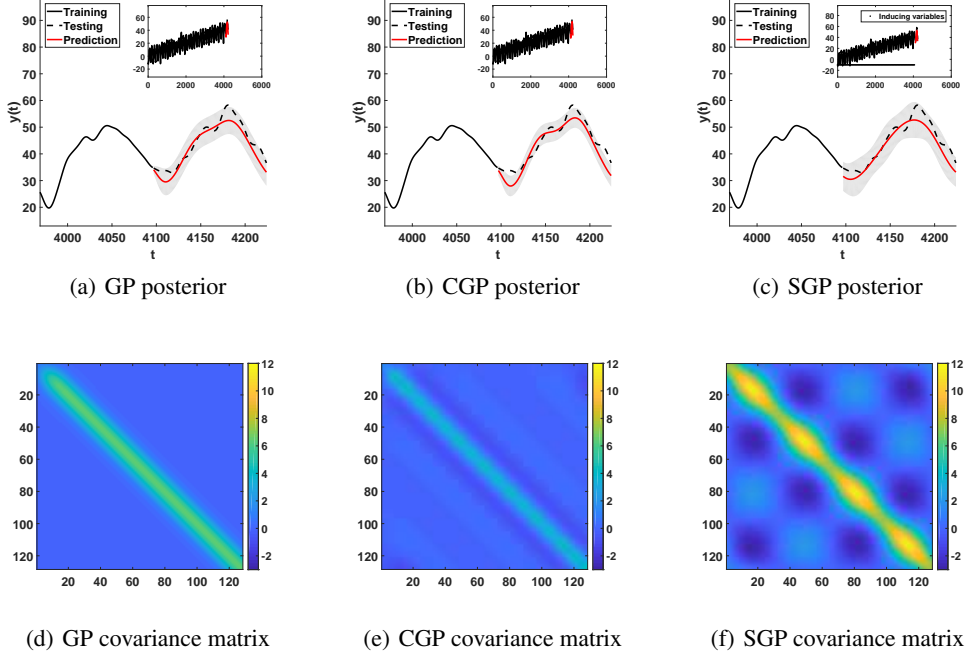 Training
Testing
Prediction
90
80
70
60
50
40
30
20
y(t)
60
40
20
0
-20
0 2000 4000 6000
4000 4050 4100 4150 4200
t
(a) GP posterior
Training
Testing
Prediction
90
80
70
60
50
40
30
20
y(t)
60
40
20
0
-20
0 2000 4000 6000
4000 4050 4100 4150 4200
t
(b) CGP posterior
Training
Testing
Prediction
90
80
70
60
50
40
30
20
y(t)
Inducing variables
80
60
40
20
0
-20
0 2000 4000 6000
4000 4050 4100 4150 4200
t
(c) SGP posterior
20
40
60
80
100
120
20 40 60 80 100 120
12
10
8
6
4
2
0
-2
(d) GP covariance matrix
20
40
60
80
100
120
20 40 60 80 100 120
12
10
8
6
4
2
0
-2
(e) CGP covariance matrix
20
40
60
80
100
120
20 40 60 80 100 120
12
10
8
6
4
2
0
-2
(f) SGP covariance matrix